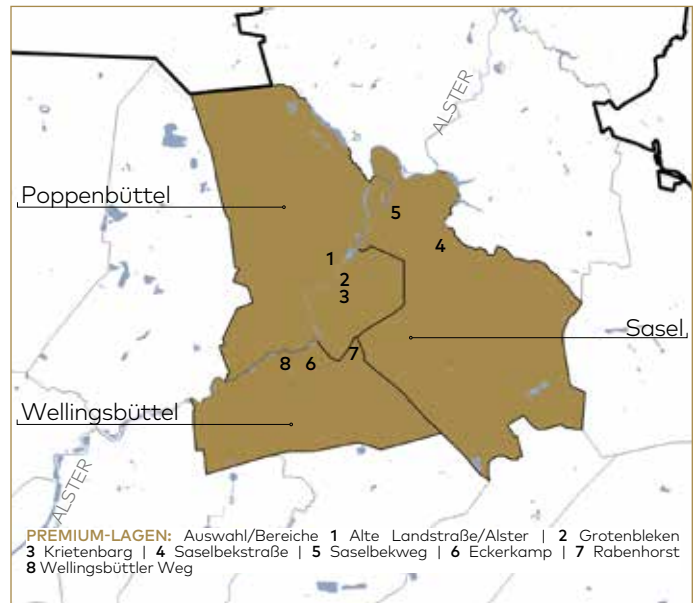 ALSTER
Poppenbüttel
5
4
1
2
3
Sasel
7
8 6
Wellingsbüttel
ALSTER
PREMIUM-LAGEN: Auswahl/Bereiche 1 Alte Landstraße/Alster | 2 Grotenbleken
3 Krietenbarg | 4 Saselbekstraße | 5 Saselbekweg | 6 Eckerkamp | 7 Rabenhorst
8 Wellingsbüttler Weg